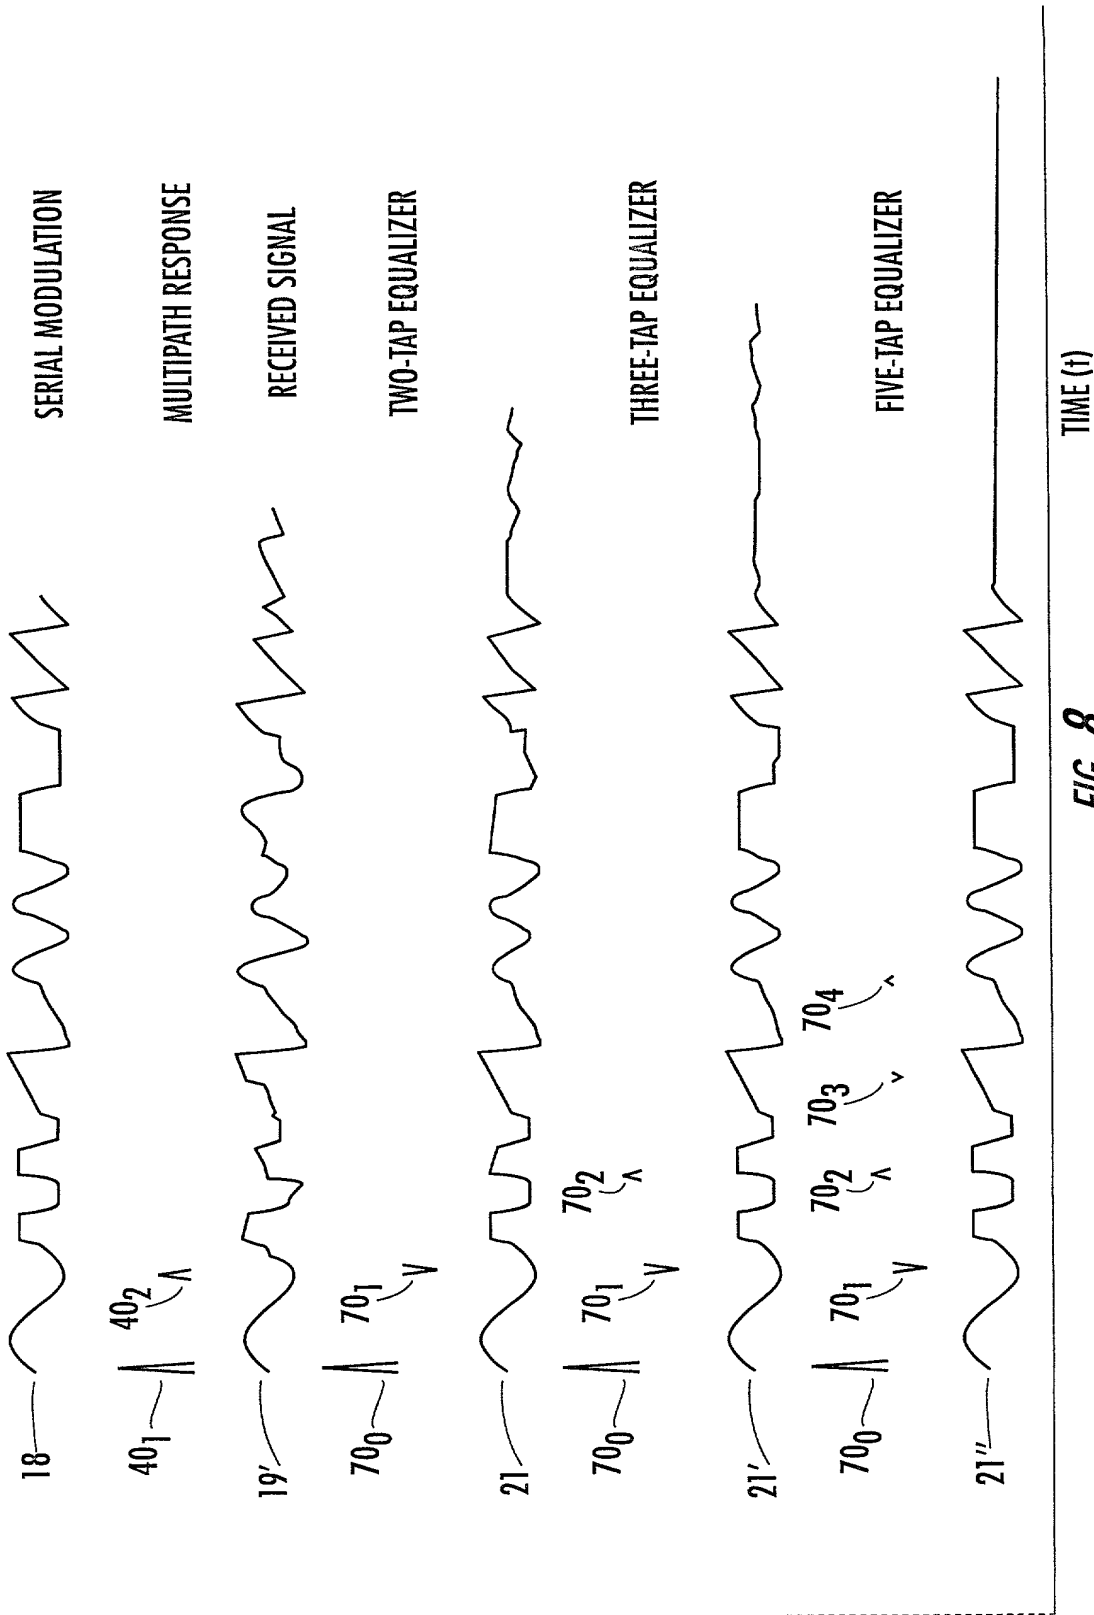 18
SERIAL MODULATION
40₁
40₂
MULTIPATH RESPONSE
19'
RECEIVED SIGNAL
70₀
70₁
TWO-TAP EQUALIZER
21
70₀
70₁
70₂
THREE-TAP EQUALIZER
21'
70₀
70₁
70₂
70₃
70₄
FIVE-TAP EQUALIZER
21''
TIME (t)
FIG. 8